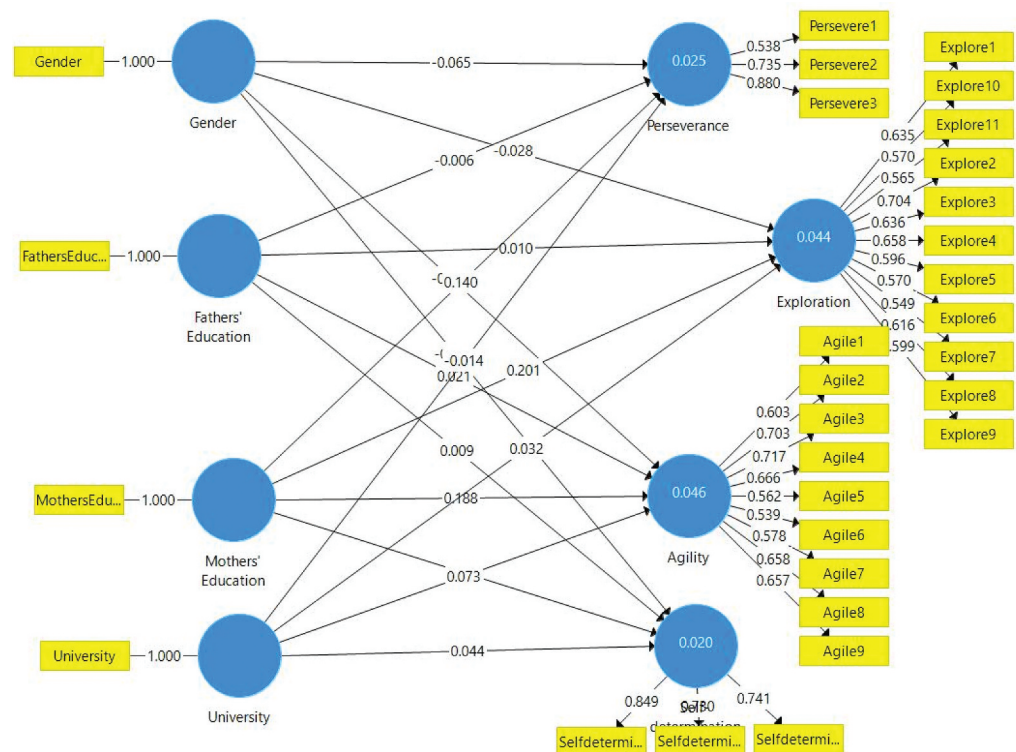 Gender
1.000
Gender
FathersEduc...
1.000
Fathers'
Education
MothersEdu...
1.000
Mothers'
Education
University
1.000
University
-0.065
-0.028
-0.006
0.010
0.140
-0.014
0.021
0.201
0.009
0.032
0.188
0.073
0.044
0.025
Perseverance
0.538
0.735
0.880
Persevere1
Persevere2
Persevere3
0.044
Exploration
0.635
0.570
0.565
0.704
0.636
0.658
0.596
0.570
0.549
0.616
Explore1
Explore10
Explore11
Explore2
Explore3
Explore4
Explore5
Explore6
Explore7
Explore8
Explore9
0.046
Agility
0.603
0.703
0.717
0.666
0.562
0.539
0.578
0.658
0.657
Agile1
Agile2
Agile3
Agile4
Agile5
Agile6
Agile7
Agile8
Agile9
0.020
0.849
0.741
Selfdetermi...
Selfdetermi...
Selfdetermi...